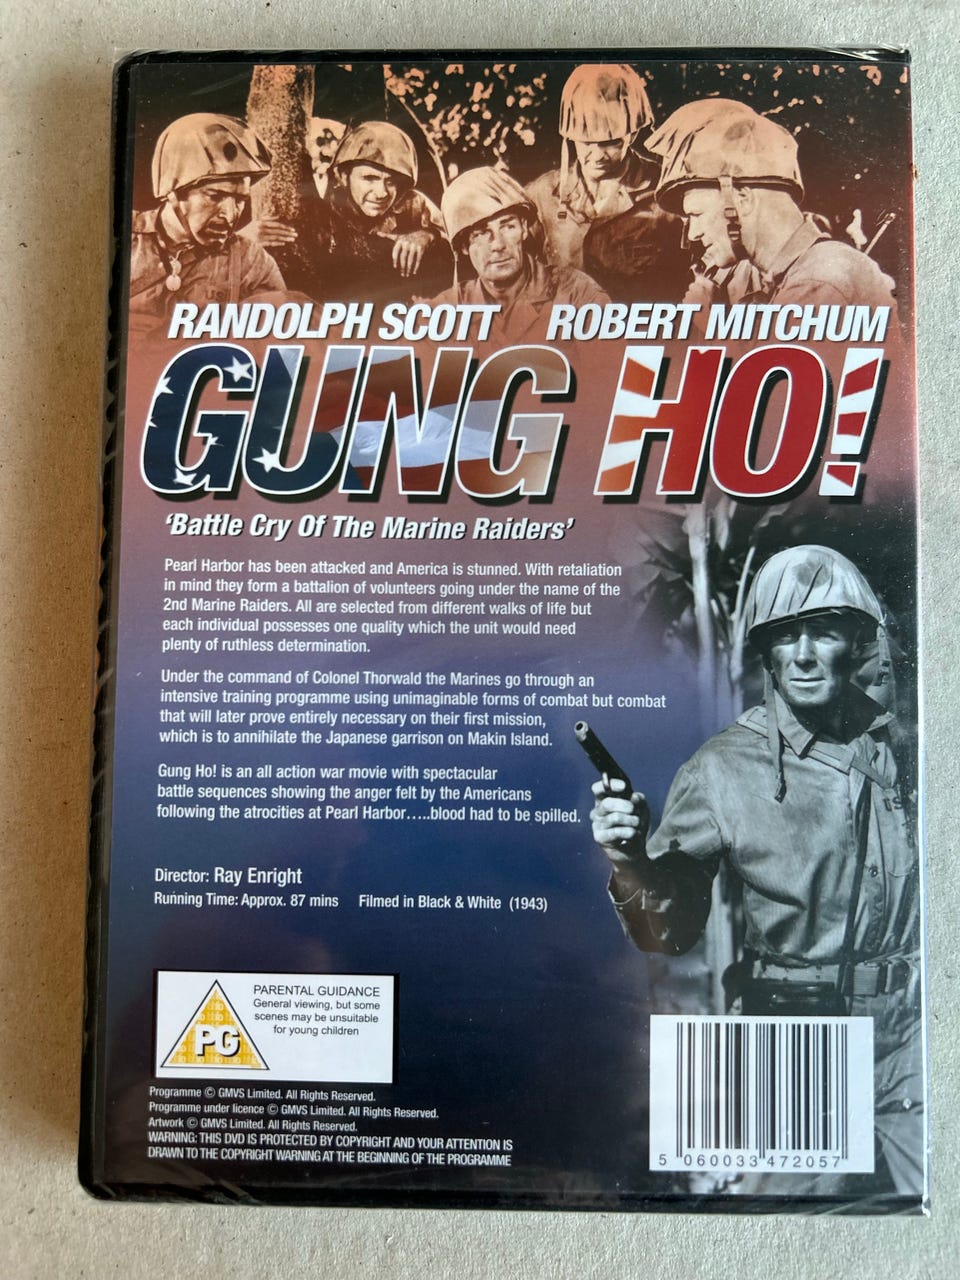 RANDOLPH SCOTT ROBERT MITCHUM
GUNG HO!
'Battle Cry Of The Marine Raiders'
Pearl Harbor has been attacked and America is stunned. With retaliation
in mind they form a battalion of volunteers going under the name of the
2nd Marine Raiders. All are selected from different walks of life but
each individual possesses one quality which the unit would need
plenty of ruthless determination.
Under the command of Colonel Thorwald the Marines go through an
intensive training programme using unimaginable forms of combat but combat
that will later prove entirely necessary on their first mission,
which is to annihilate the Japanese garrison on Makin Island.
Gung Ho! is an all action war movie with spectacular
battle sequences showing the anger felt by the Americans
following the atrocities at Pearl Harbor.....blood had to be spilled.
Director: Ray Enright
Running Time: Approx. 87 mins Filmed in Black & White (1943)
PG
PARENTAL GUIDANCE
General viewing, but some
scenes may be unsuitable
for young children
Programme © GMVS Limited. All Rights Reserved.
Programme under licence © GMVS Limited. All Rights Reserved.
Artwork © GMVS Limited. All Rights Reserved.
WARNING: THIS DVD IS PROTECTED BY COPYRIGHT AND YOUR ATTENTION IS
DRAWN TO THE COPYRIGHT WARNING AT THE BEGINNING OF THE PROGRAMME
5 060033 472057